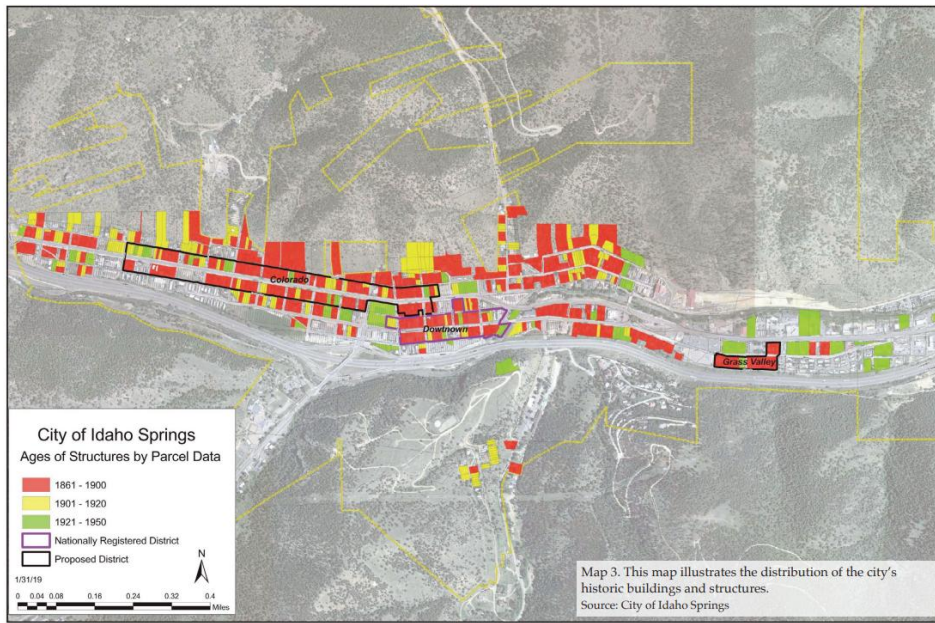 Colorado
Dowtnown
Grass Valley
City of Idaho Springs
Ages of Structures by Parcel Data
1861 - 1900
1901 - 1920
1921 - 1950
Nationally Registered District
Proposed District
N
1/31/19
0 0.04 0.08 0.16 0.24 0.32 0.4
Miles
Map 3. This map illustrates the distribution of the city's
historic buildings and structures.
Source: City of Idaho Springs